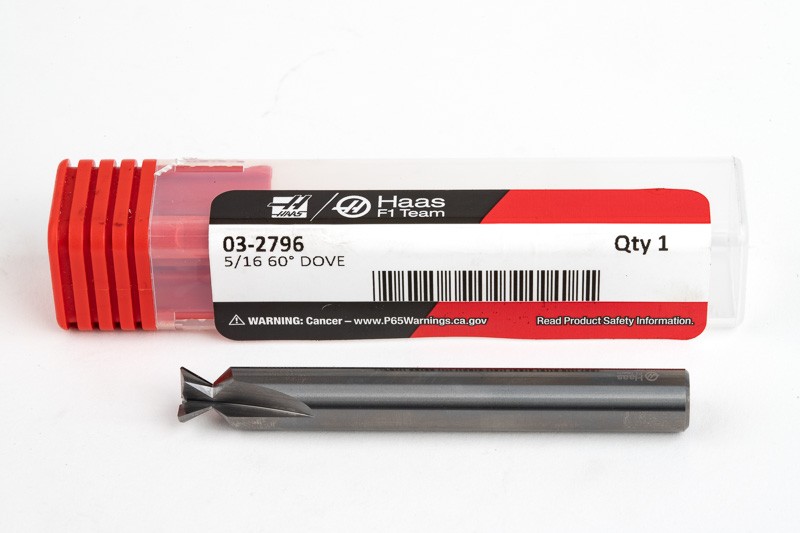 HAAS
Haas
F1 Team
03-2796
Qty 1
5/16 60° DOVE
WARNING: Cancer – www.P65Warnings.ca.gov
Read Product Safety Information.
Haas